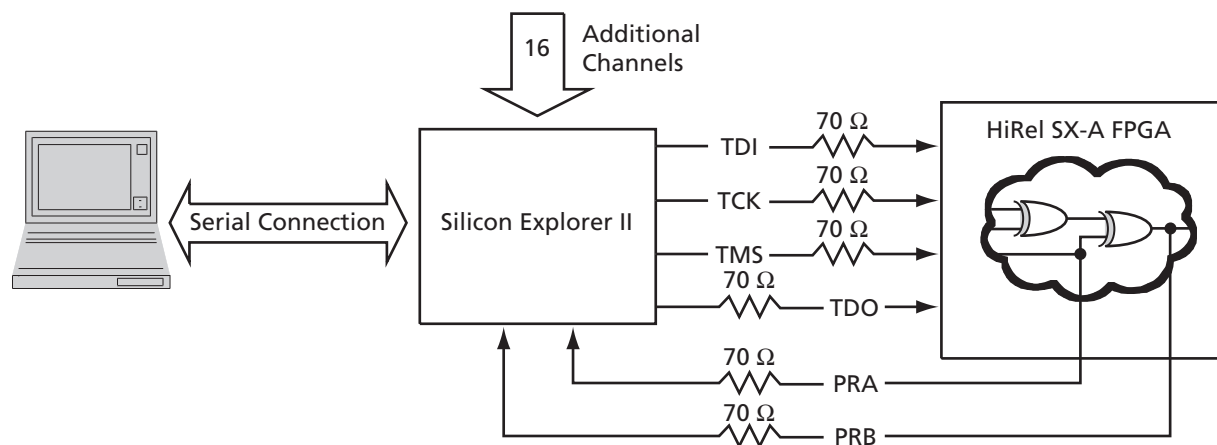 16
Additional
Channels
70 Ω
HiRel SX-A FPGA
TDI
70 Ω
TCK
Serial Connection
Silicon Explorer II
70 Ω
TMS
70 Ω
TDO
70 Ω
PRA
70 Ω
PRB